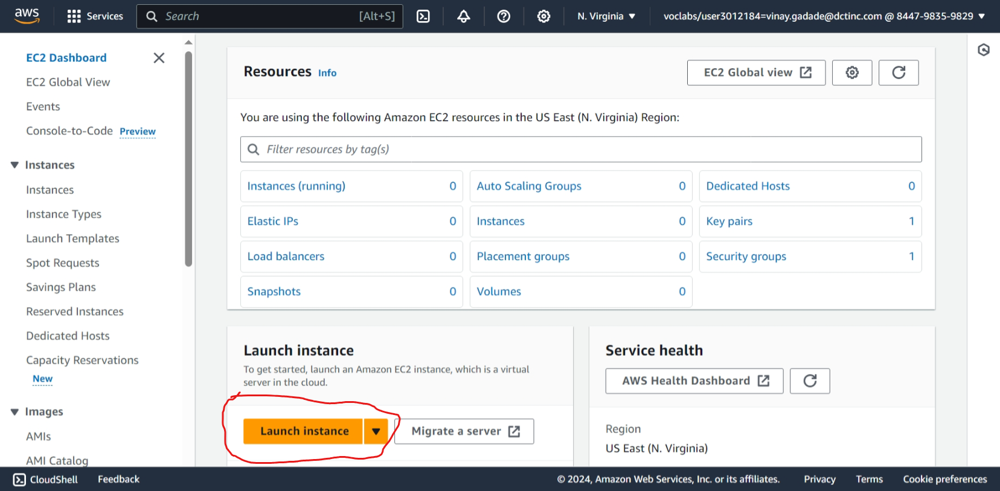 aws
Services
Search [Alt+S]
N. Virginia
voclabs/user3012184=vinay.gadade@dctinc.com @ 8447-9835-9829
EC2 Dashboard
EC2 Global View
Events
Console-to-Code Preview
Instances
Instances
Instance Types
Launch Templates
Spot Requests
Savings Plans
Reserved Instances
Dedicated Hosts
Capacity Reservations
New
Images
AMIs
AMI Catalog
Resources Info
EC2 Global view
You are using the following Amazon EC2 resources in the US East (N. Virginia) Region:
Filter resources by tag(s)
Instances (running) 0
Auto Scaling Groups 0
Dedicated Hosts 0
Elastic IPs 0
Instances 0
Key pairs 1
Load balancers 0
Placement groups 0
Security groups 1
Snapshots 0
Volumes 0
Launch instance
To get started, launch an Amazon EC2 instance, which is a virtual
server in the cloud.
Launch instance
Migrate a server
Service health
AWS Health Dashboard
Region
US East (N. Virginia)
CloudShell
Feedback
© 2024, Amazon Web Services, Inc. or its affiliates.
Privacy
Terms
Cookie preferences